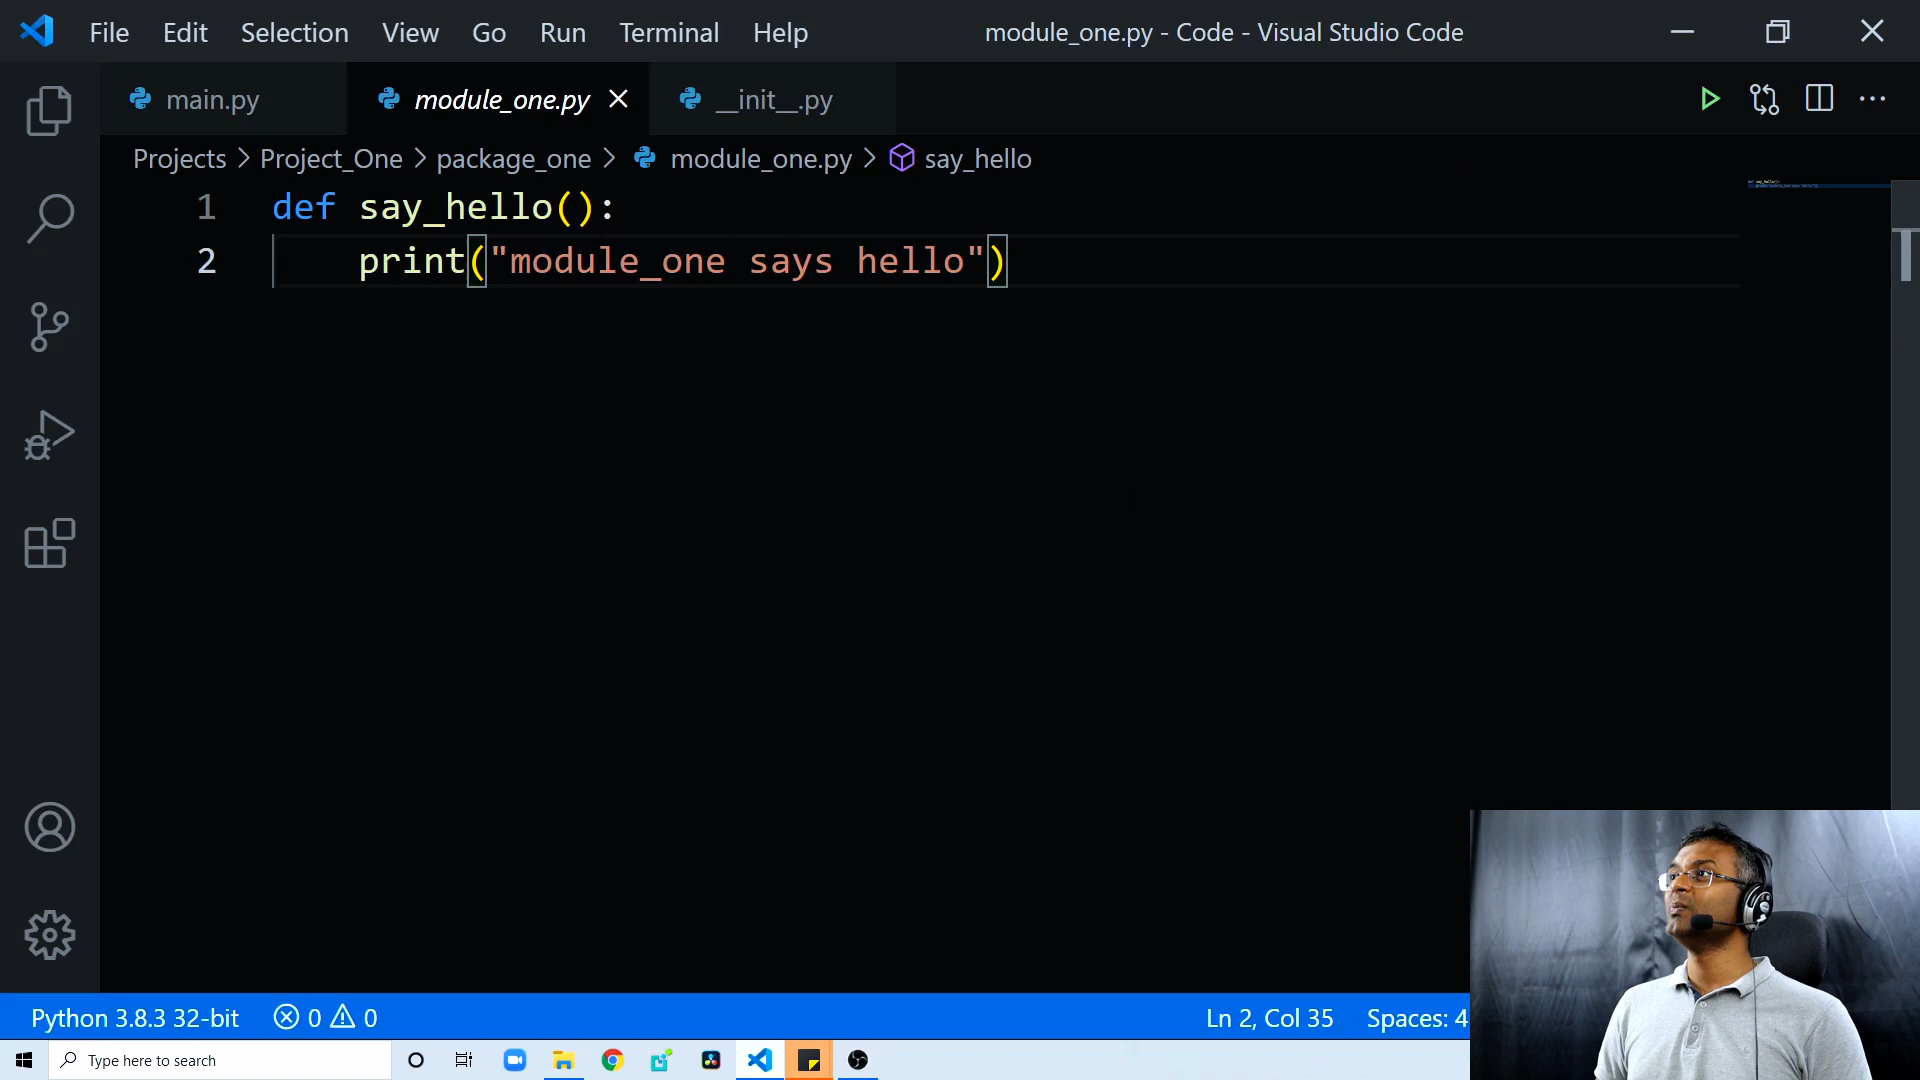 File Edit Selection View Go Run Terminal Help module_one.py - Code - Visual Studio Code
main.py module_one.py __init__.py
Projects > Project_One > package_one > module_one.py > say_hello
1 def say_hello():
2 print("module_one says hello")
Python 3.8.3 32-bit 0 0 Ln 2, Col 35 Spaces: 4
Type here to search